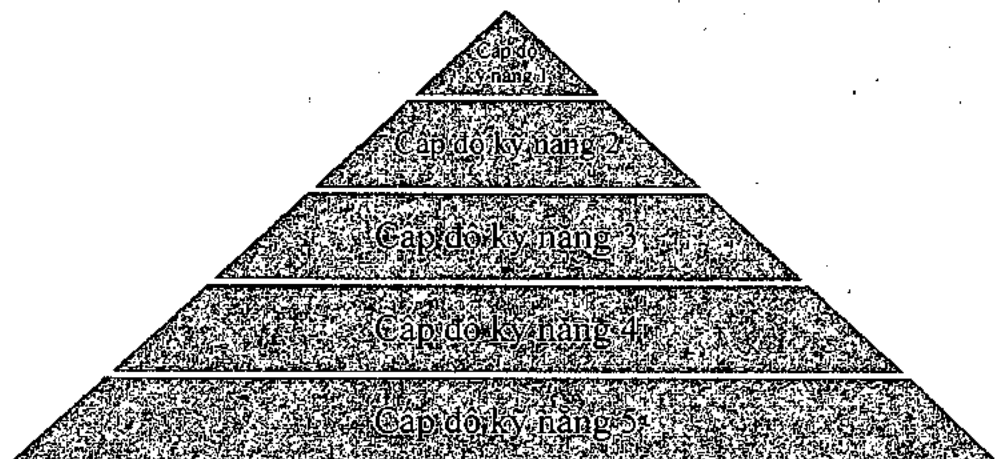 Cấp độ
kỹ năng 1
Cấp độ kỹ năng 2
Cấp độ kỹ năng 3
Cấp độ kỹ năng 4
Cấp độ kỹ năng 5